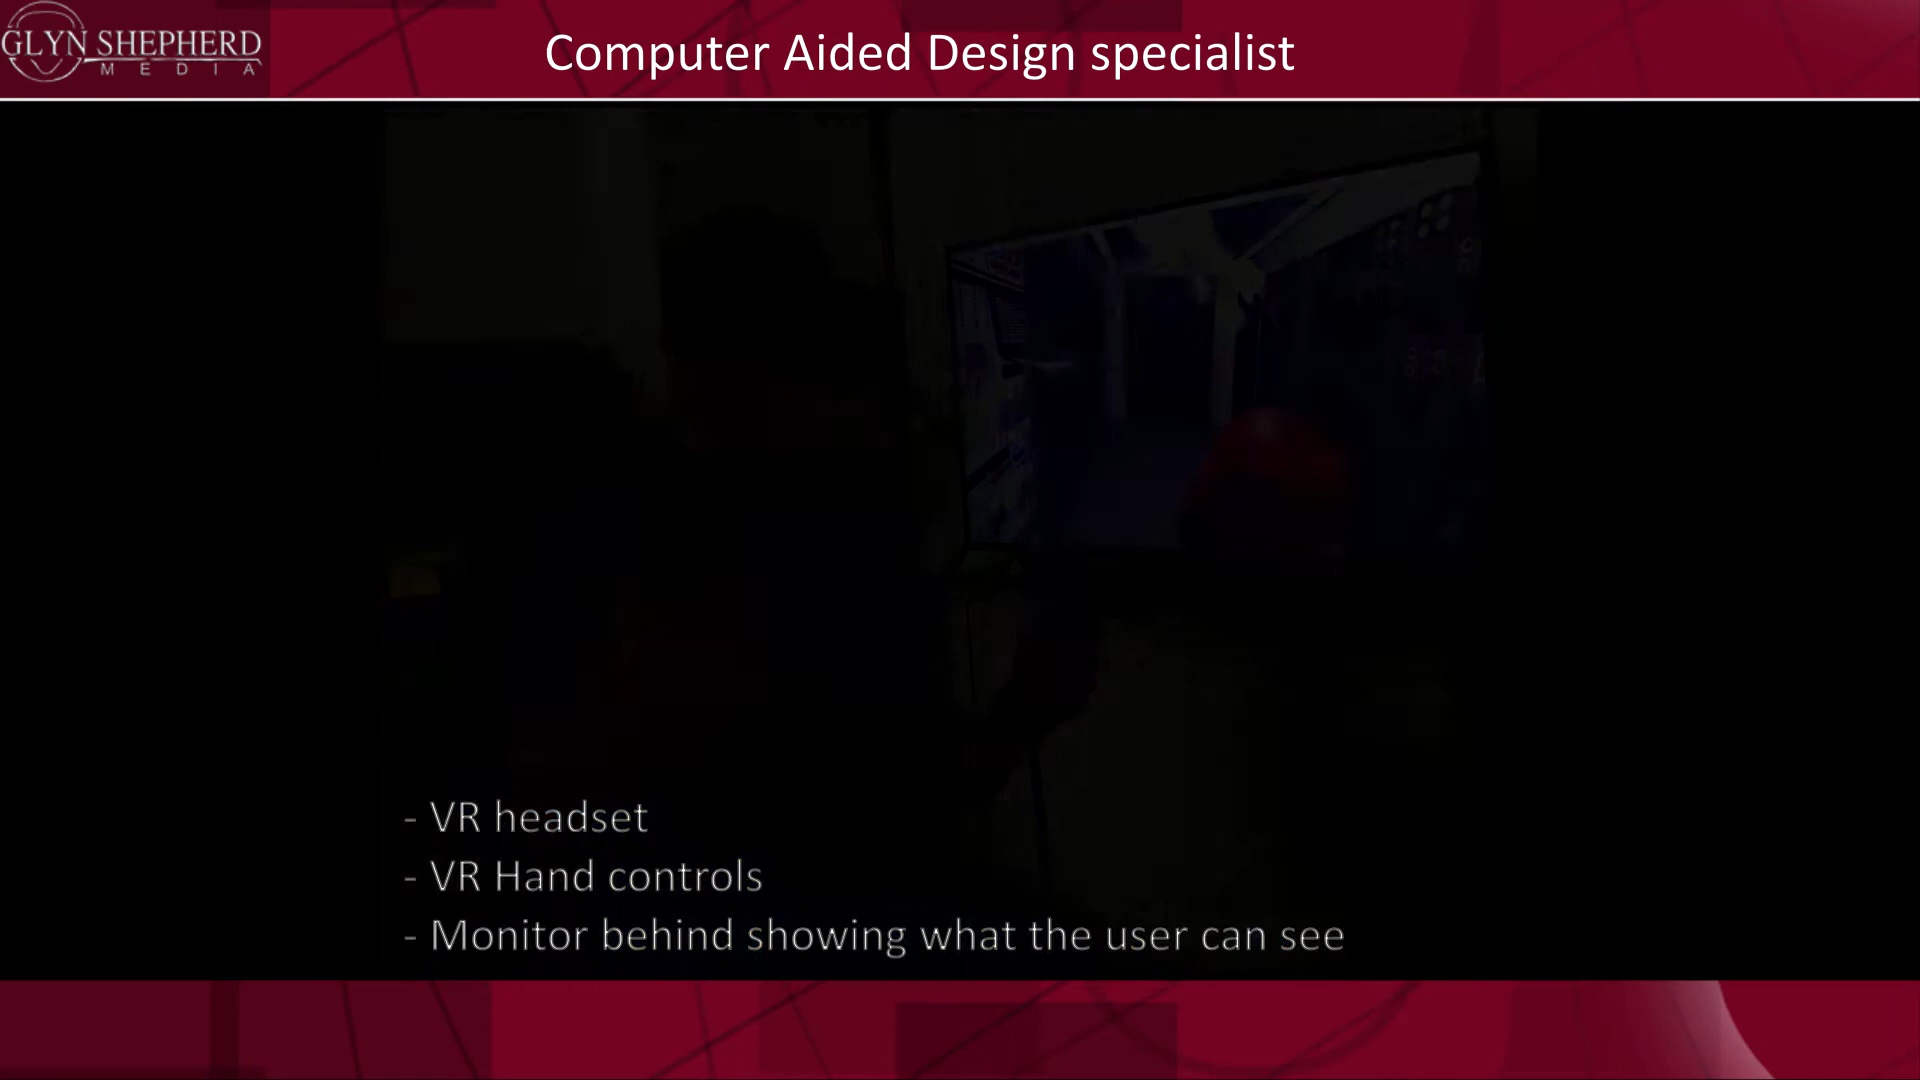 GLYN SHEPHERD
MEDIA
Computer Aided Design specialist
- VR headset
- VR Hand controls
- Monitor behind showing what the user can see